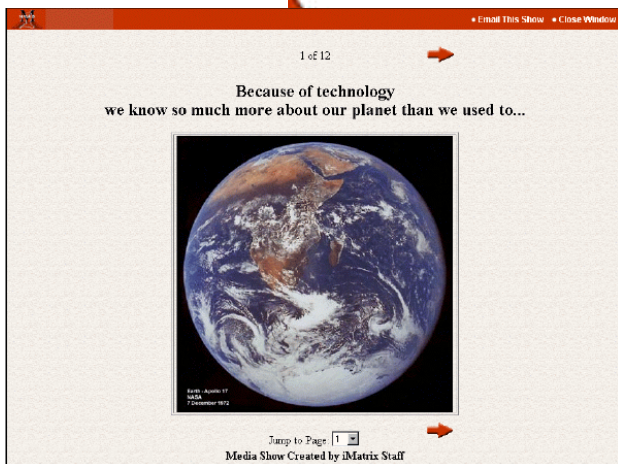 • Email This Show • Close Window
1 of 12
Because of technology
we know so much more about our planet than we used to...
Earth - Apollo 17
NASA
7 December 1972
Jump to Page: 1
Media Show Created by iMatrix Staff